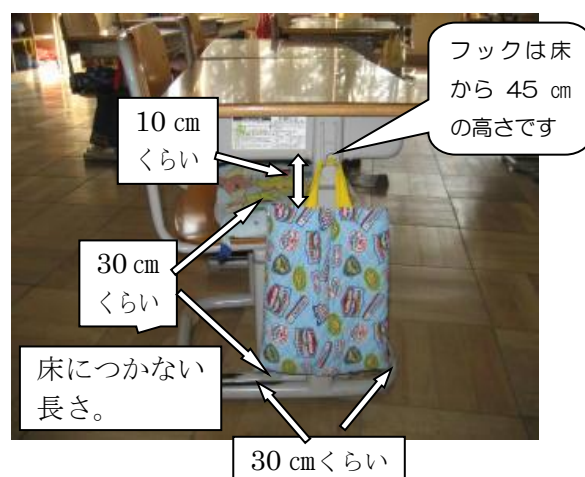 フックは床
から 45 ㎝
の高さです
10 ㎝
くらい
30 ㎝
くらい
床につかない
長さ。
30 ㎝くらい